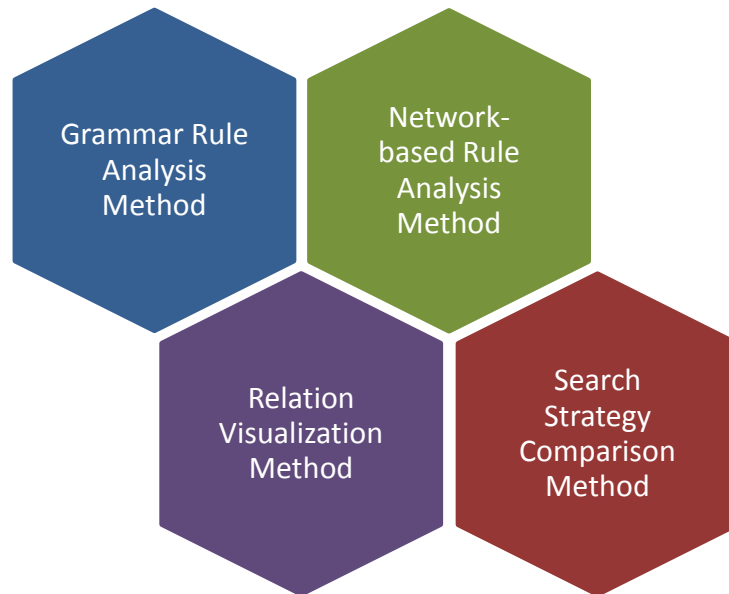 Grammar Rule
Analysis
Method
Network-
based Rule
Analysis
Method
Relation
Visualization
Method
Search
Strategy
Comparison
Method